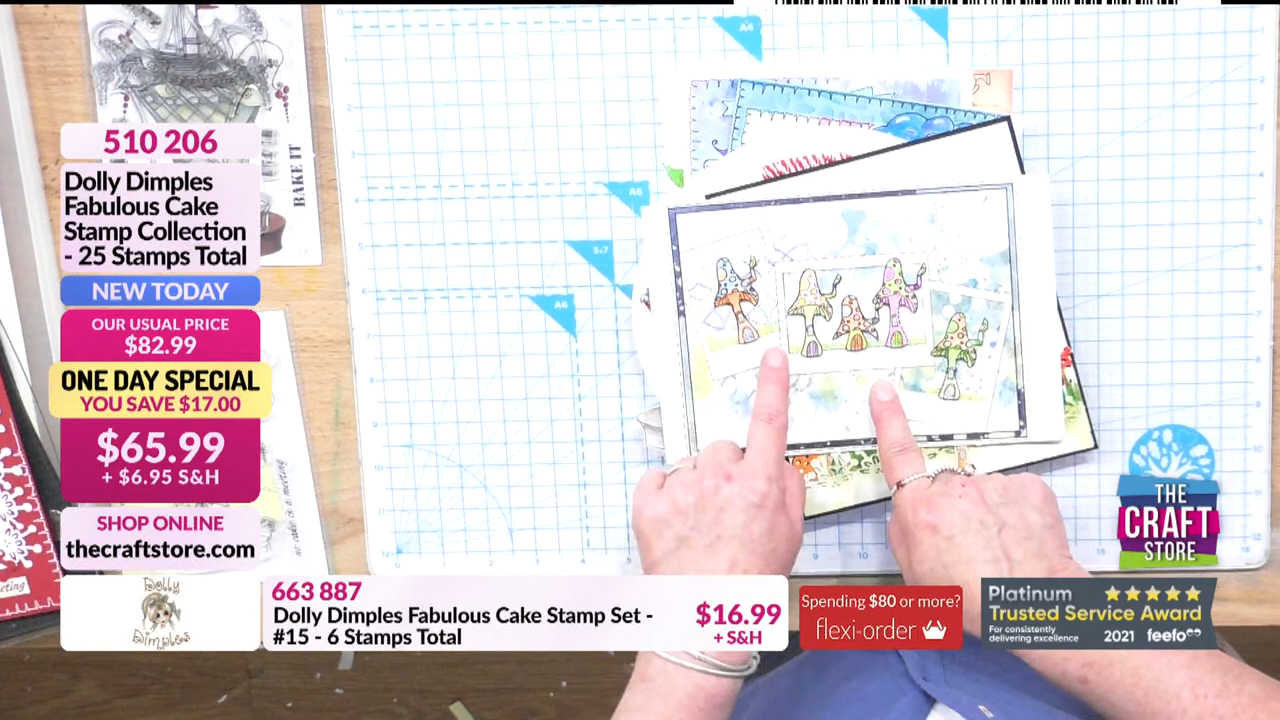 A4
A6
5x7
A6
BAKE IT
510 206
Dolly Dimples
Fabulous Cake
Stamp Collection
- 25 Stamps Total
NEW TODAY
OUR USUAL PRICE
$82.99
ONE DAY SPECIAL
YOU SAVE $17.00
$65.99
+ $6.95 S&H
SHOP ONLINE
thecraftstore.com
Dolly
Dimples
663 887
Dolly Dimples Fabulous Cake Stamp Set -
#15 - 6 Stamps Total
$16.99
+ S&H
Spending $80 or more?
flexi-order
THE
CRAFT
STORE
Platinum
Trusted Service Award
For consistently
delivering excellence
2021 feefo